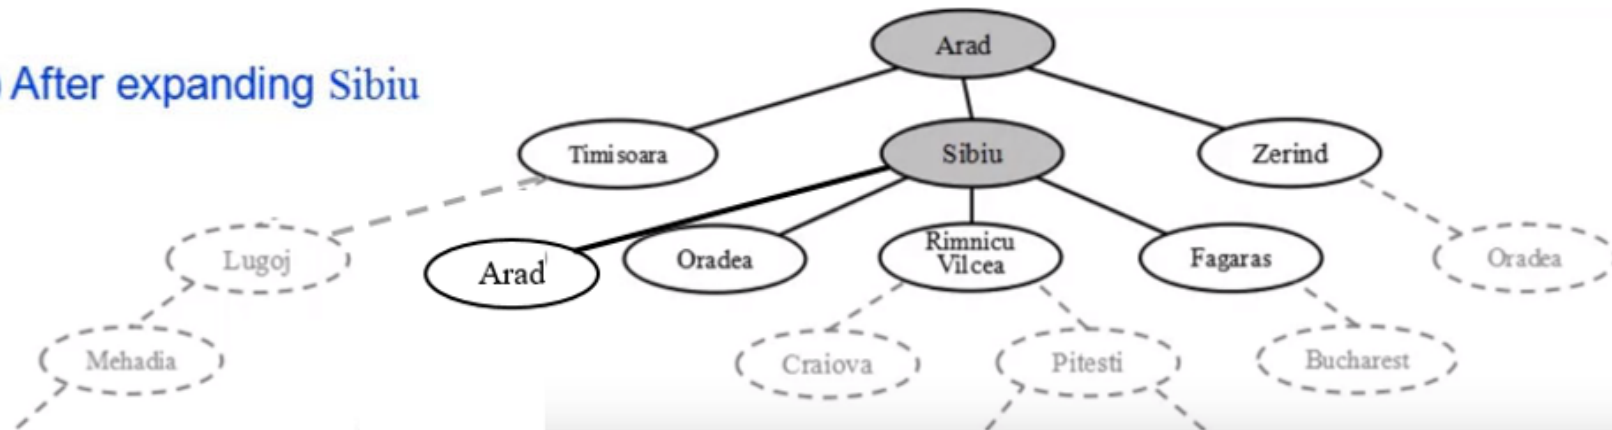 Arad
) After expanding Sibiu
Timisoara
Sibiu
Zerind
Lugoj
Arad
Oradea
Rimnicu
Vilcea
Fagaras
Oradea
Mehadia
Craiova
Pitesti
Bucharest